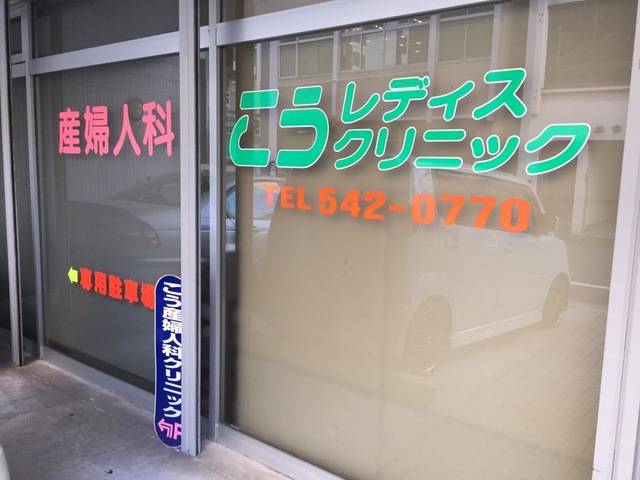 産婦人科
こう
レディス
クリニック
TEL 542-0770
専用駐車場
こう産婦人科クリニック
P